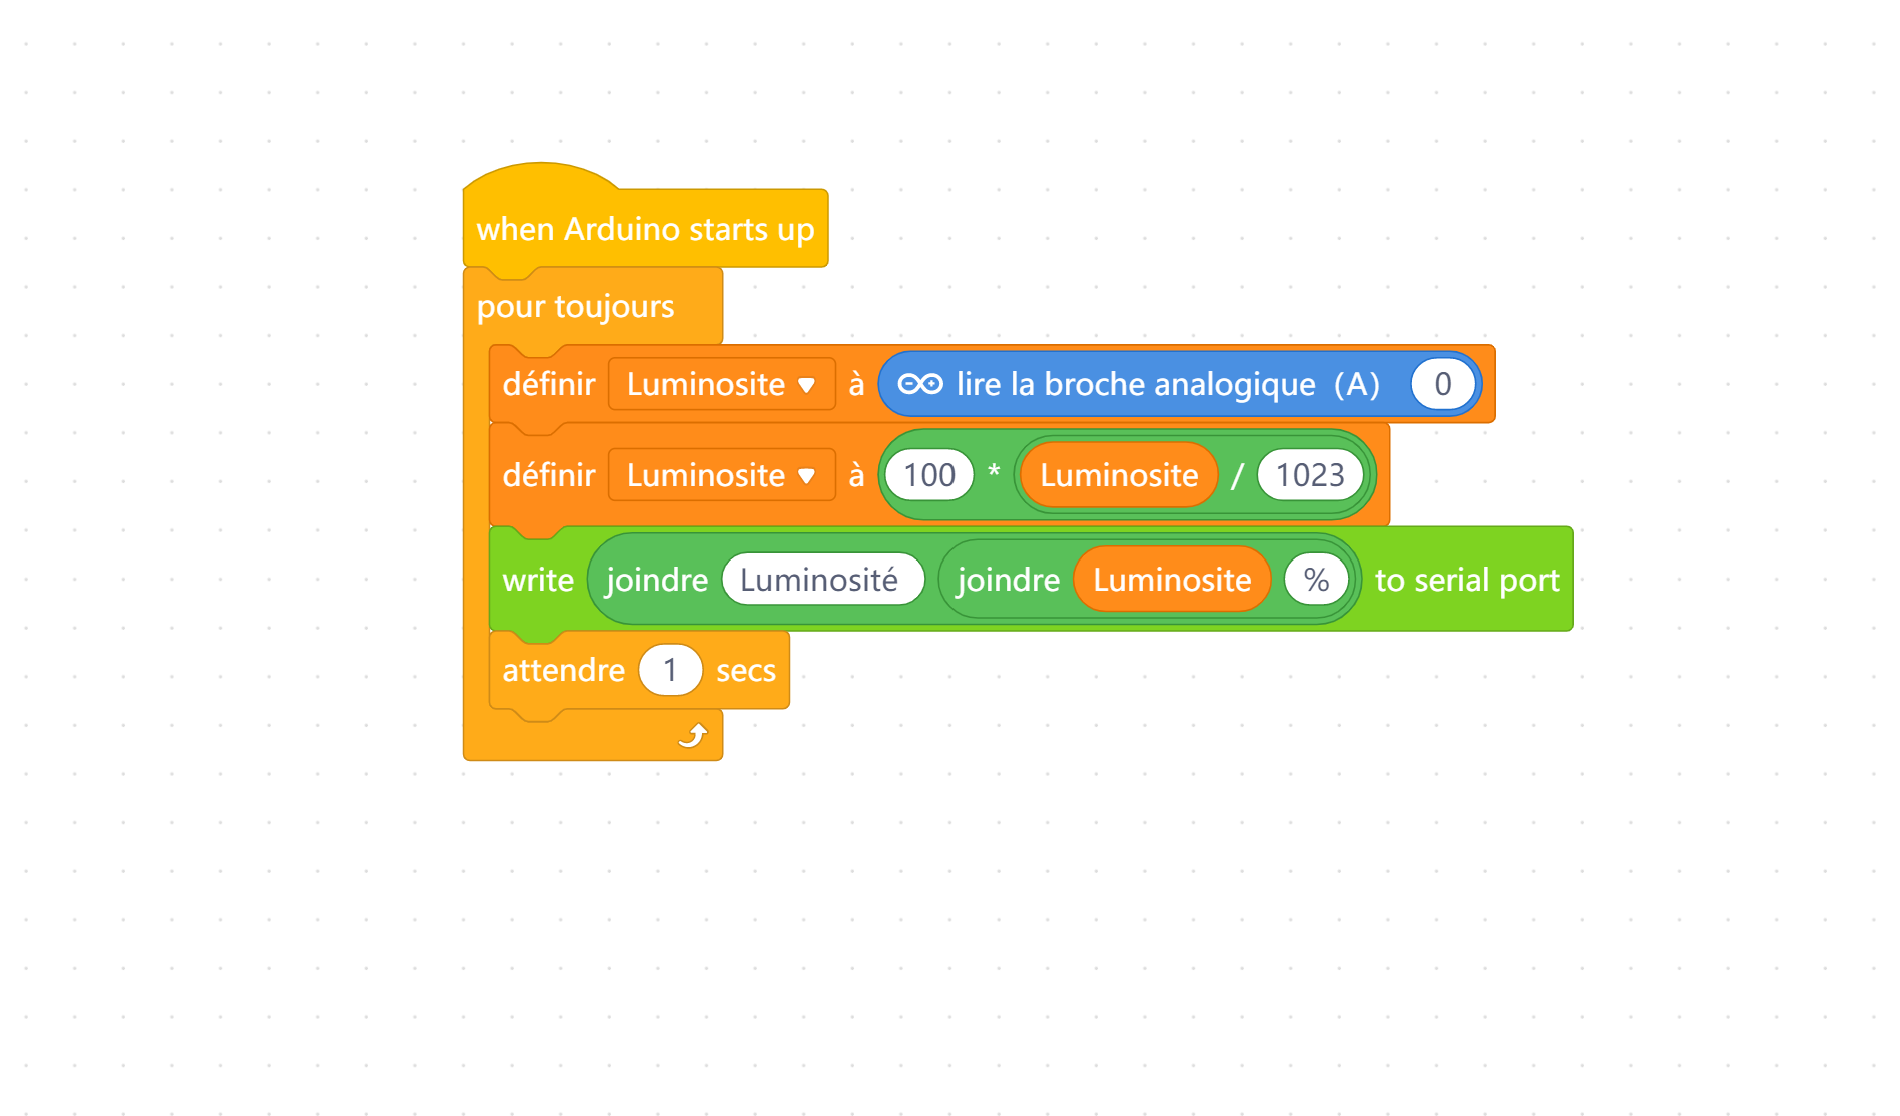 when Arduino starts up
pour toujours
définir Luminosite à lire la broche analogique (A) 0
définir Luminosite à 100 * Luminosite / 1023
write joindre Luminosité joindre Luminosite % to serial port
attendre 1 secs